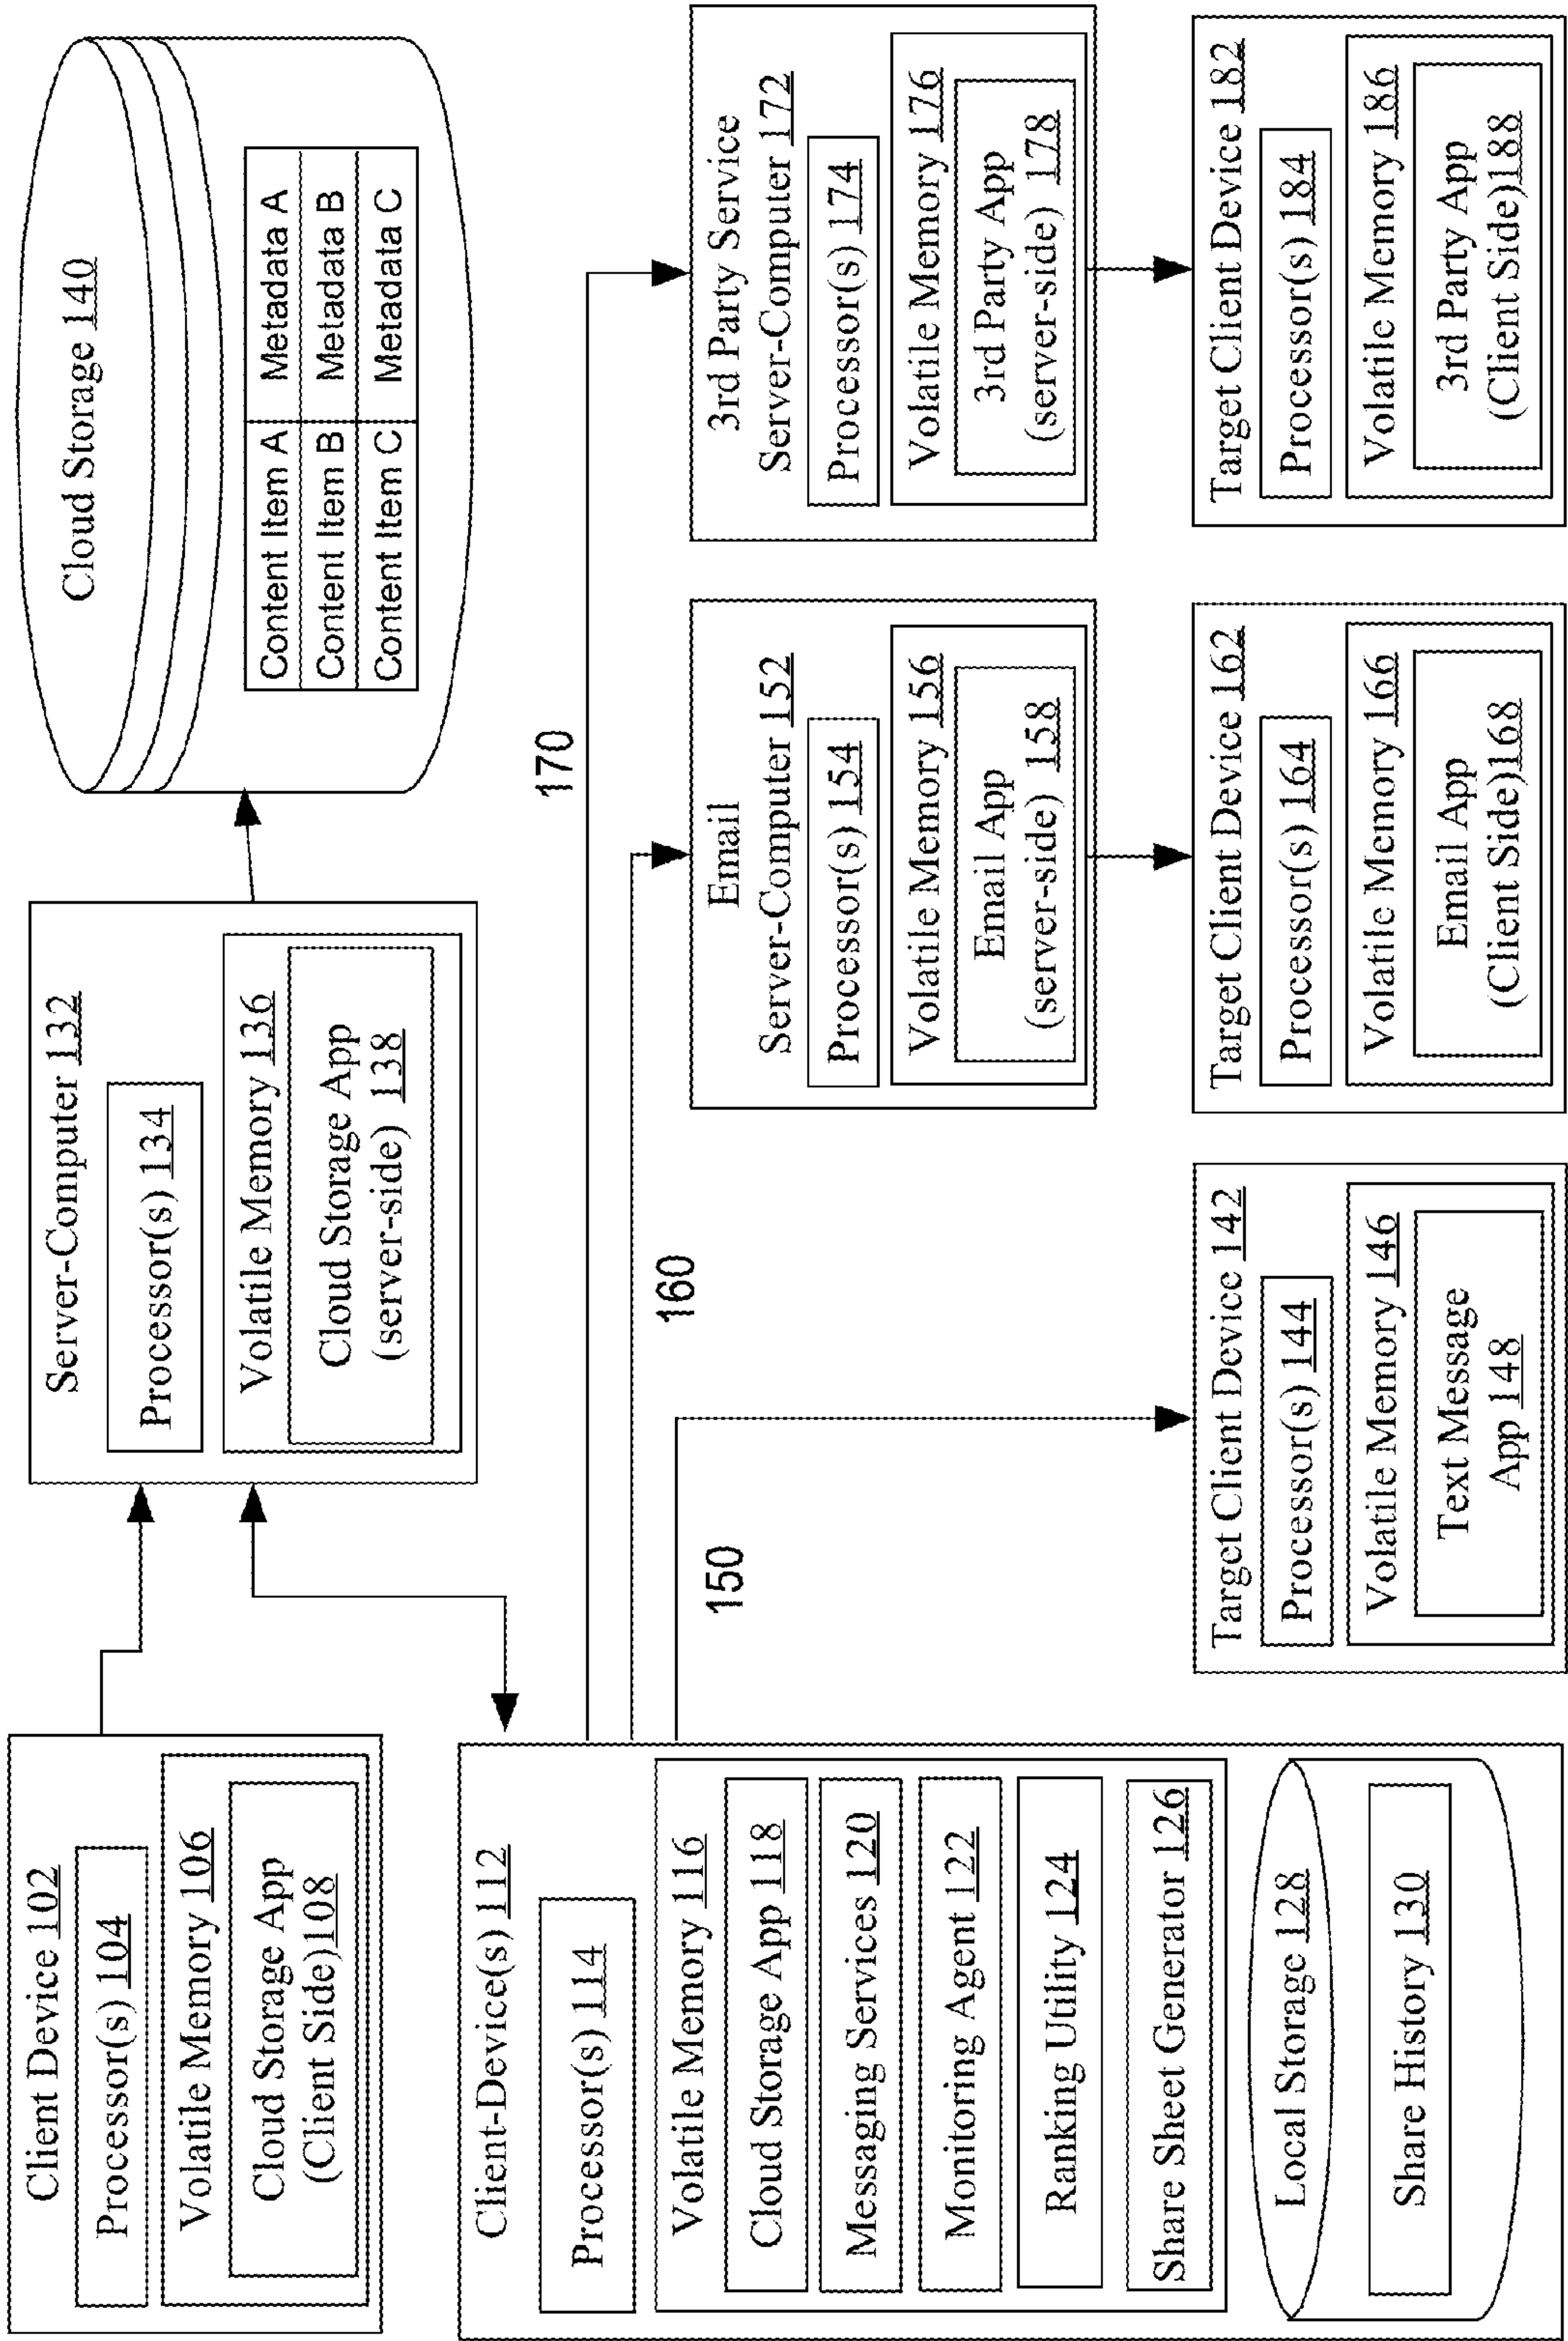 Client Device 102
Processor(s) 104
Volatile Memory 106
Cloud Storage App
(Client Side)108
Server-Computer 132
Processor(s) 134
Volatile Memory 136
Cloud Storage App
(server-side) 138
Cloud Storage 140
Content Item A Metadata A
Content Item B Metadata B
Content Item C Metadata C
Client-Device(s) 112
Processor(s) 114
Volatile Memory 116
Cloud Storage App 118
Messaging Services 120
Monitoring Agent 122
Ranking Utility 124
Share Sheet Generator 126
Local Storage 128
Share History 130
170
160
150
Email
Server-Computer 152
Processor(s) 154
Volatile Memory 156
Email App
(server-side) 158
3rd Party Service
Server-Computer 172
Processor(s) 174
Volatile Memory 176
3rd Party App
(server-side) 178
Target Client Device 142
Processor(s) 144
Volatile Memory 146
Text Message
App 148
Target Client Device 162
Processor(s) 164
Volatile Memory 166
Email App
(Client Side)168
Target Client Device 182
Processor(s) 184
Volatile Memory 186
3rd Party App
(Client Side)188